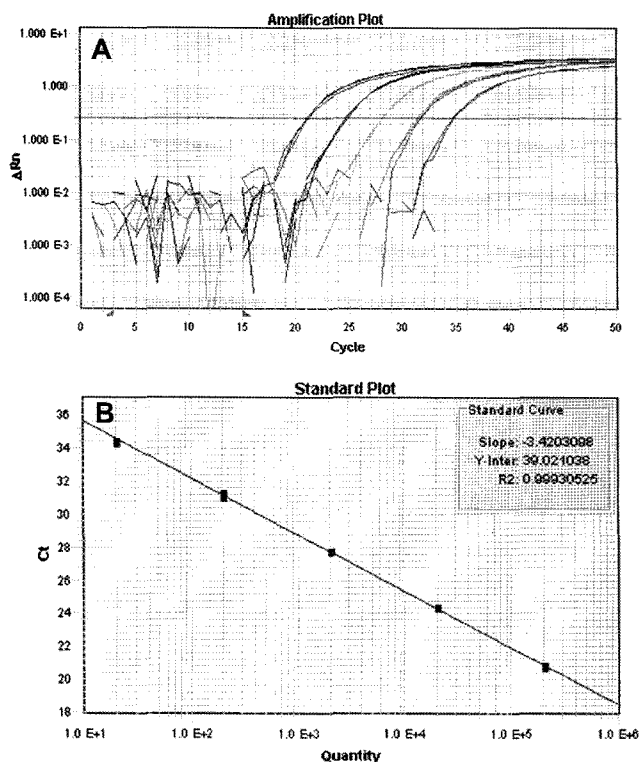 A
Amplification Plot
1.000 E+1
1.000
1.000 E-1
1.000 E-2
1.000 E-3
1.000 E-4
ΔRn
0 5 10 15 20 25 30 35 40 45 50
Cycle
B
Standard Plot
36
34
32
30
28
26
24
22
20
18
Ct
Standard Curve
Slope: -3.4203098
Y-Inter: 39.021038
R2: 0.99930525
1.0 E+1 1.0 E+2 1.0 E+3 1.0 E+4 1.0 E+5 1.0 E+6
Quantity